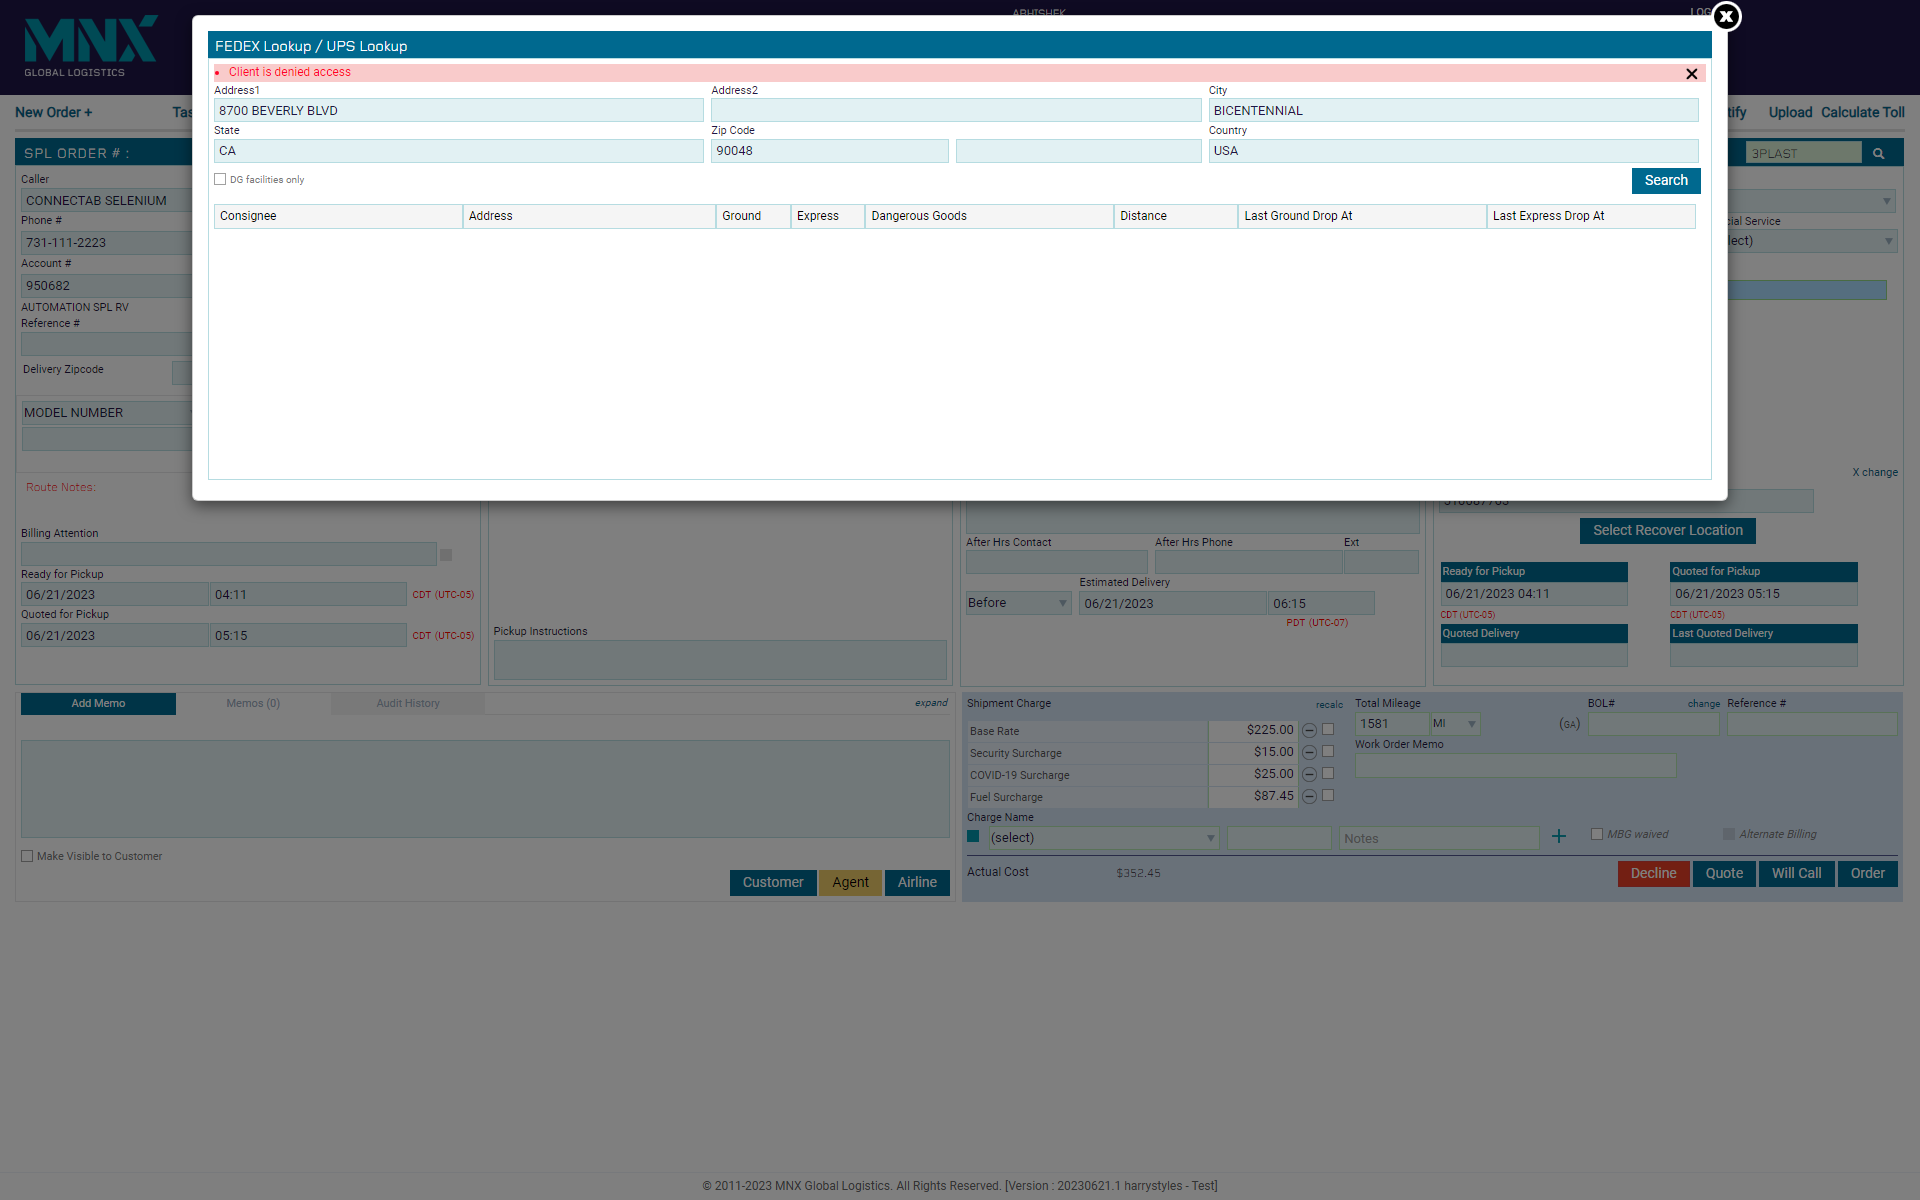 MNX
GLOBAL LOGISTICS
ABHISHEK
LOG
FEDEX Lookup / UPS Lookup
Client is denied access
Address1
Address2
City
8700 BEVERLY BLVD
BICENTENNIAL
State
Zip Code
Country
CA
90048
USA
DG facilities only
Search
Consignee
Address
Ground
Express
Dangerous Goods
Distance
Last Ground Drop At
Last Express Drop At
New Order +
Upload
Calculate Toll
SPL ORDER # :
3PLAST
Caller
CONNECTAB SELENIUM
Phone #
731-111-2223
Account #
950682
AUTOMATION SPL RV
Reference #
Delivery Zipcode
MODEL NUMBER
Route Notes:
Service
X change
Select Recover Location
Billing Attention
Ready for Pickup
06/21/2023
04:11
CDT (UTC-05)
Quoted for Pickup
06/21/2023
05:15
CDT (UTC-05)
Pickup Instructions
After Hrs Contact
After Hrs Phone
Ext
Estimated Delivery
Before
06/21/2023
06:15
PDT (UTC-07)
Ready for Pickup
Quoted for Pickup
06/21/2023 04:11
06/21/2023 05:15
CDT (UTC-05)
CDT (UTC-05)
Quoted Delivery
Last Quoted Delivery
Add Memo
Memos (0)
Audit History
expand
Make Visible to Customer
Customer
Agent
Airline
Shipment Charge
recalc
Base Rate
$225.00
Security Surcharge
$15.00
COVID-19 Surcharge
$25.00
Fuel Surcharge
$87.45
Total Mileage
BOL#
change
Reference #
1581
MI
(GA)
Work Order Memo
Charge Name
(select)
Notes
MBG waived
Alternate Billing
Actual Cost
$352.45
Decline
Quote
Will Call
Order
© 2011-2023 MNX Global Logistics. All Rights Reserved. [Version : 20230621.1 harrystyles - Test]